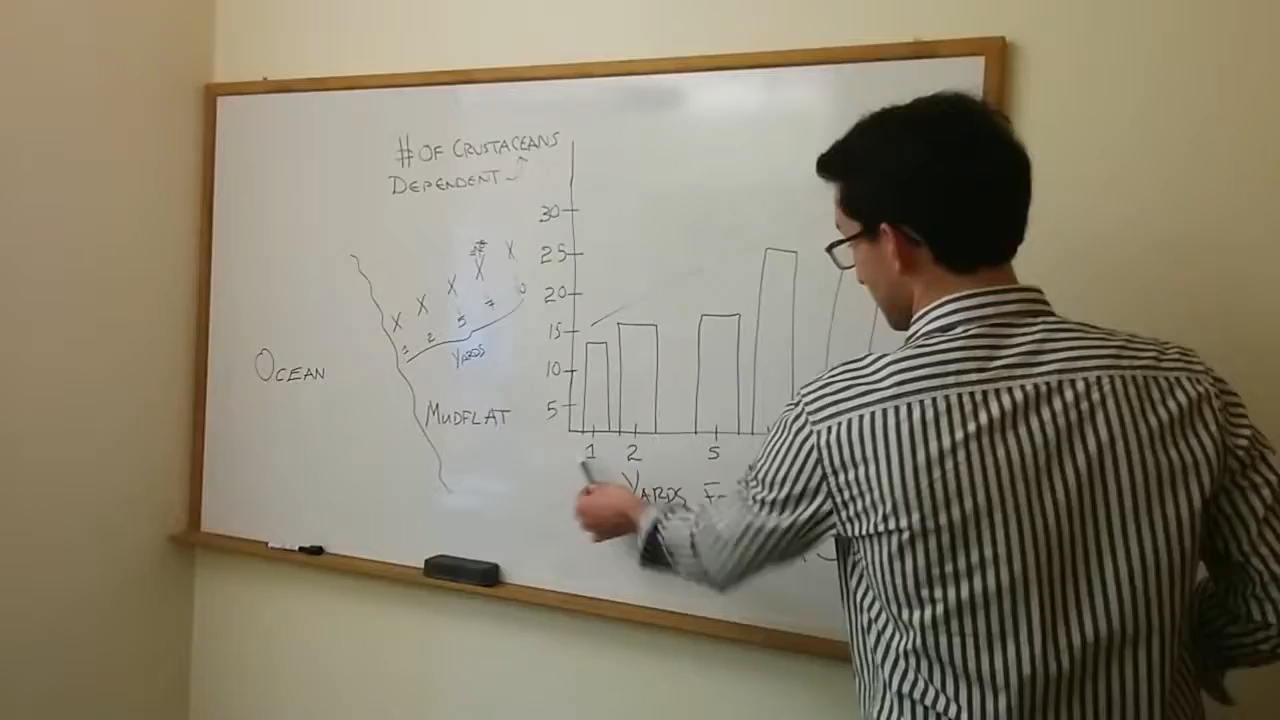 # OF CRUSTACEANS
DEPENDENT
30
25
20
15
10
5
X X X X X
1 2 5 7
YARDS
OCEAN
MUDFLAT
1 2 5
YARDS